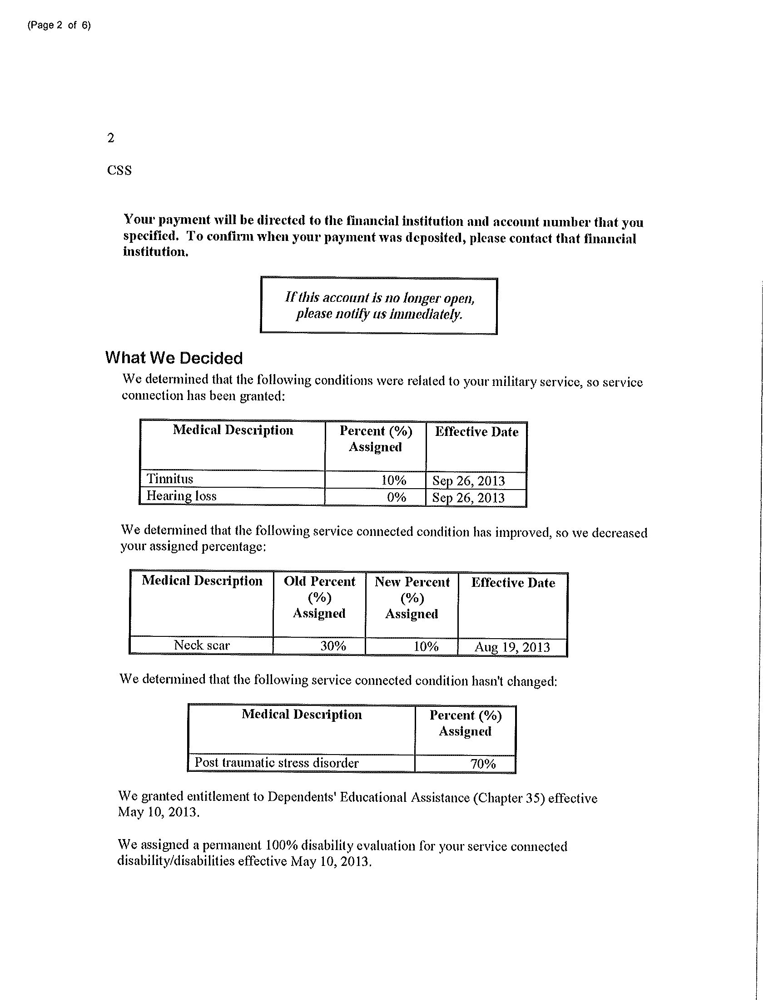 (Page 2 of 6)
2
CSS
Your payment will be directed to the financial institution and account number that you
specified. To confirm when your payment was deposited, please contact that financial
institution.
If this account is no longer open,
please notify us immediately.
What We Decided
We determined that the following conditions were related to your military service, so service
connection has been granted:
Medical Description Percent (%) Effective Date
Assigned
Tinnitus 10% Sep 26, 2013
Hearing loss 0% Sep 26, 2013
We determined that the following service connected condition has improved, so we decreased
your assigned percentage:
Medical Description Old Percent New Percent Effective Date
(%) (%)
Assigned Assigned
Neck scar 30% 10% Aug 19, 2013
We determined that the following service connected condition hasn't changed:
Medical Description Percent (%)
Assigned
Post traumatic stress disorder 70%
We granted entitlement to Dependents' Educational Assistance (Chapter 35) effective
May 10, 2013.
We assigned a permanent 100% disability evaluation for your service connected
disability/disabilities effective May 10, 2013.